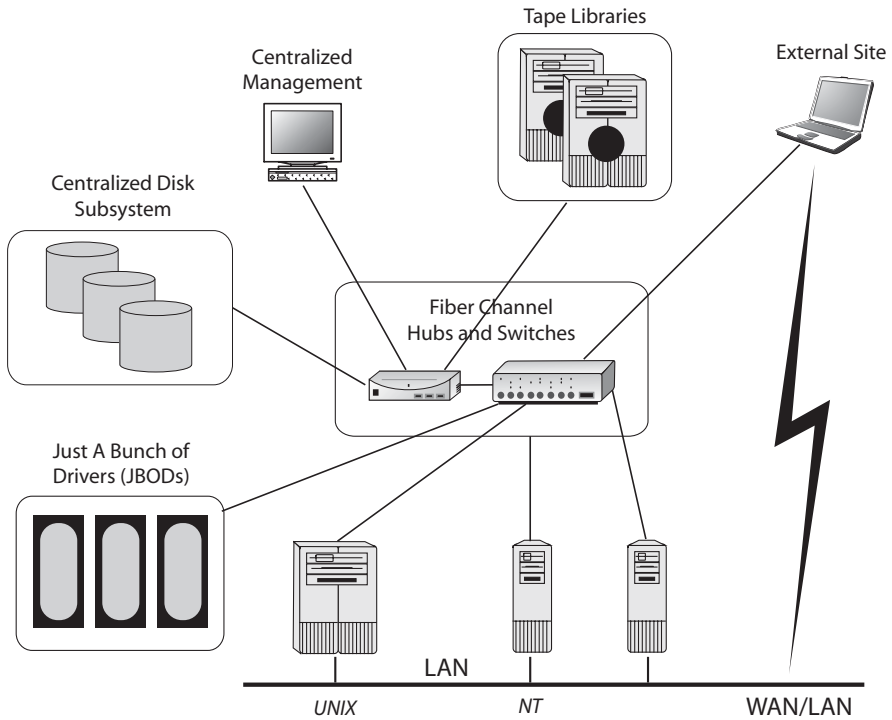 Tape Libraries
Centralized
Management
External Site
Centralized Disk
Subsystem
Fiber Channel
Hubs and Switches
Just A Bunch of
Drivers (JBODs)
LAN
UNIX
NT
WAN/LAN